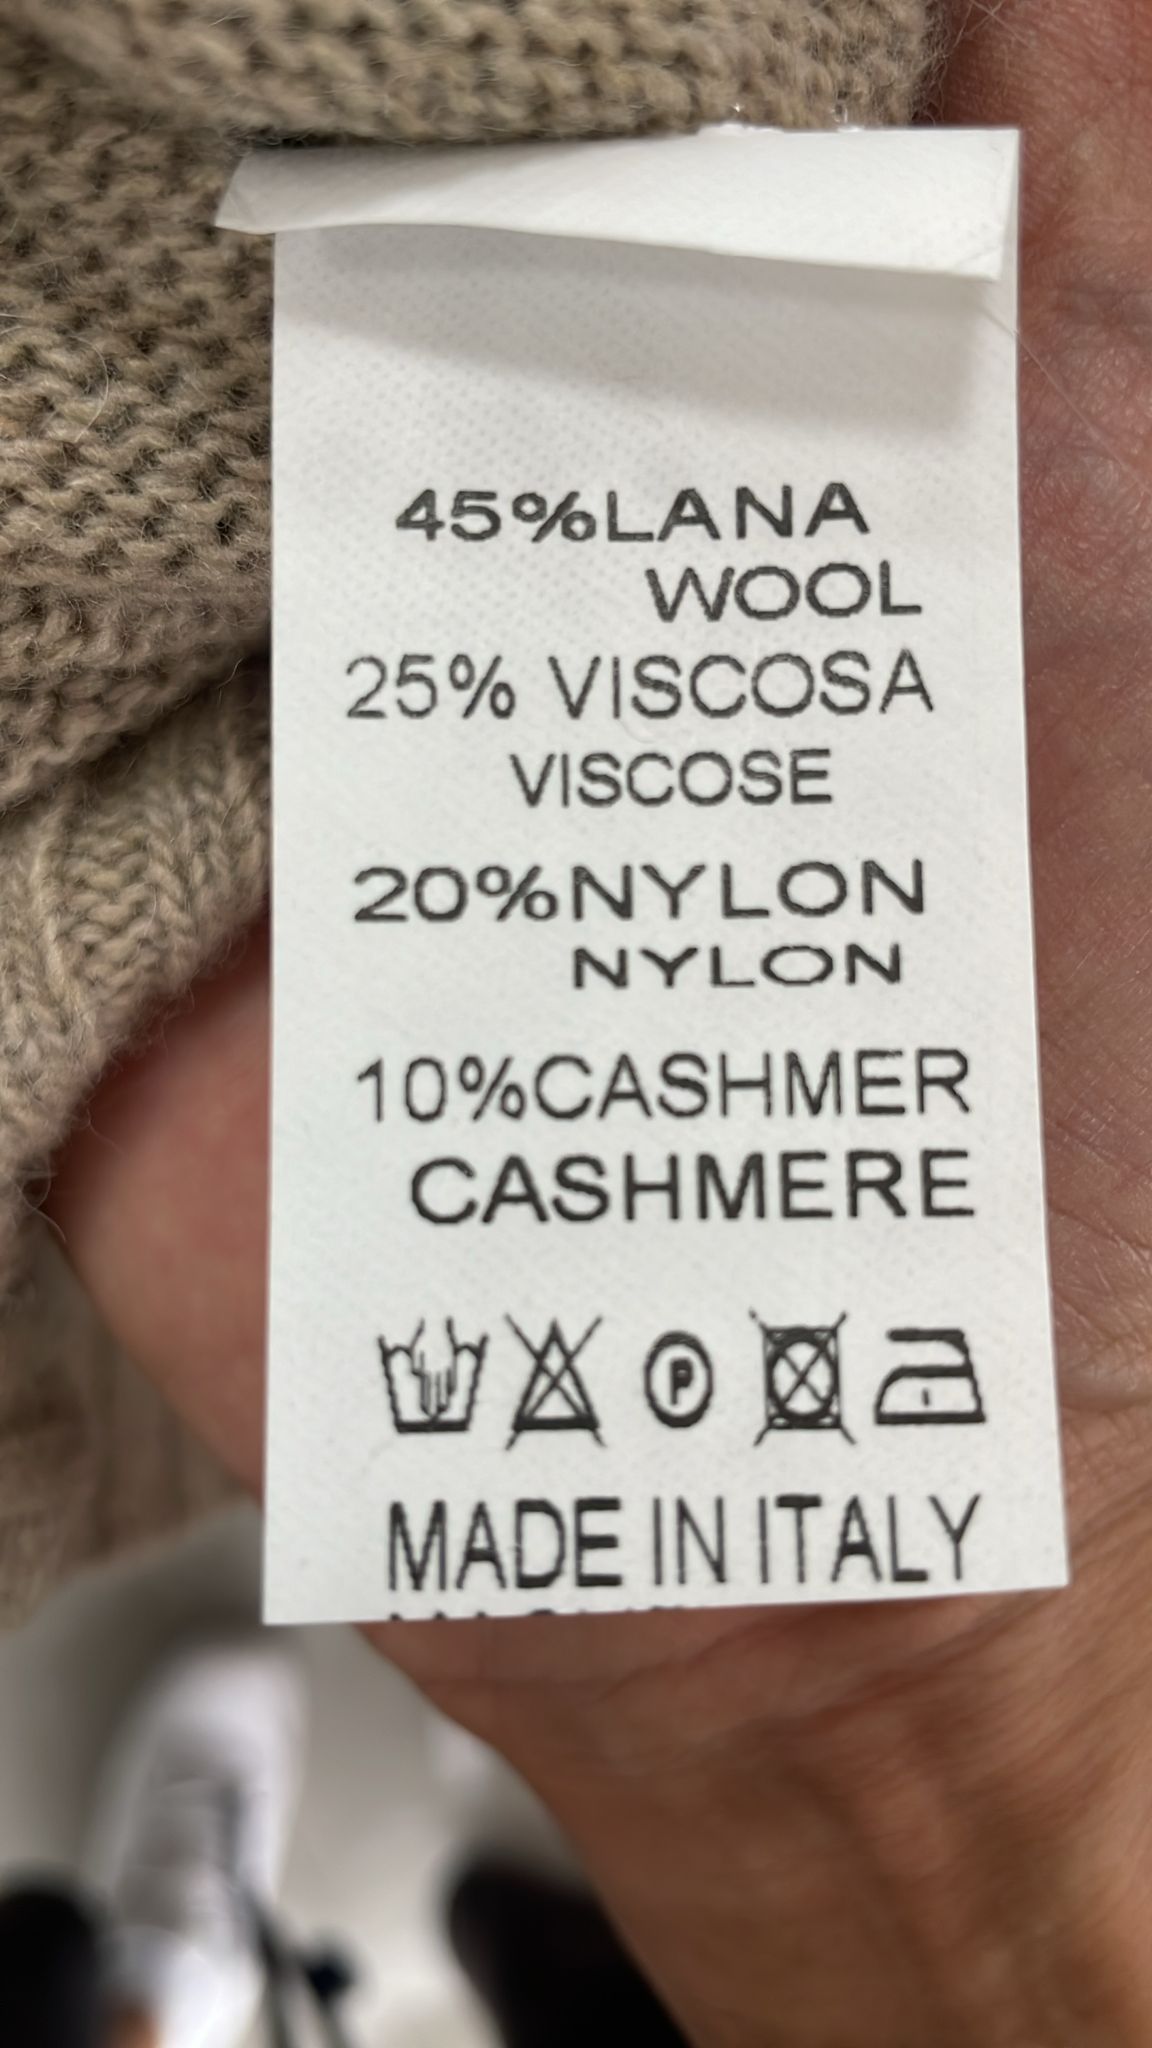 45%LANA
WOOL
25% VISCOSA
VISCOSE
20%NYLON
NYLON
10%CASHMER
CASHMERE
P
MADE IN ITALY